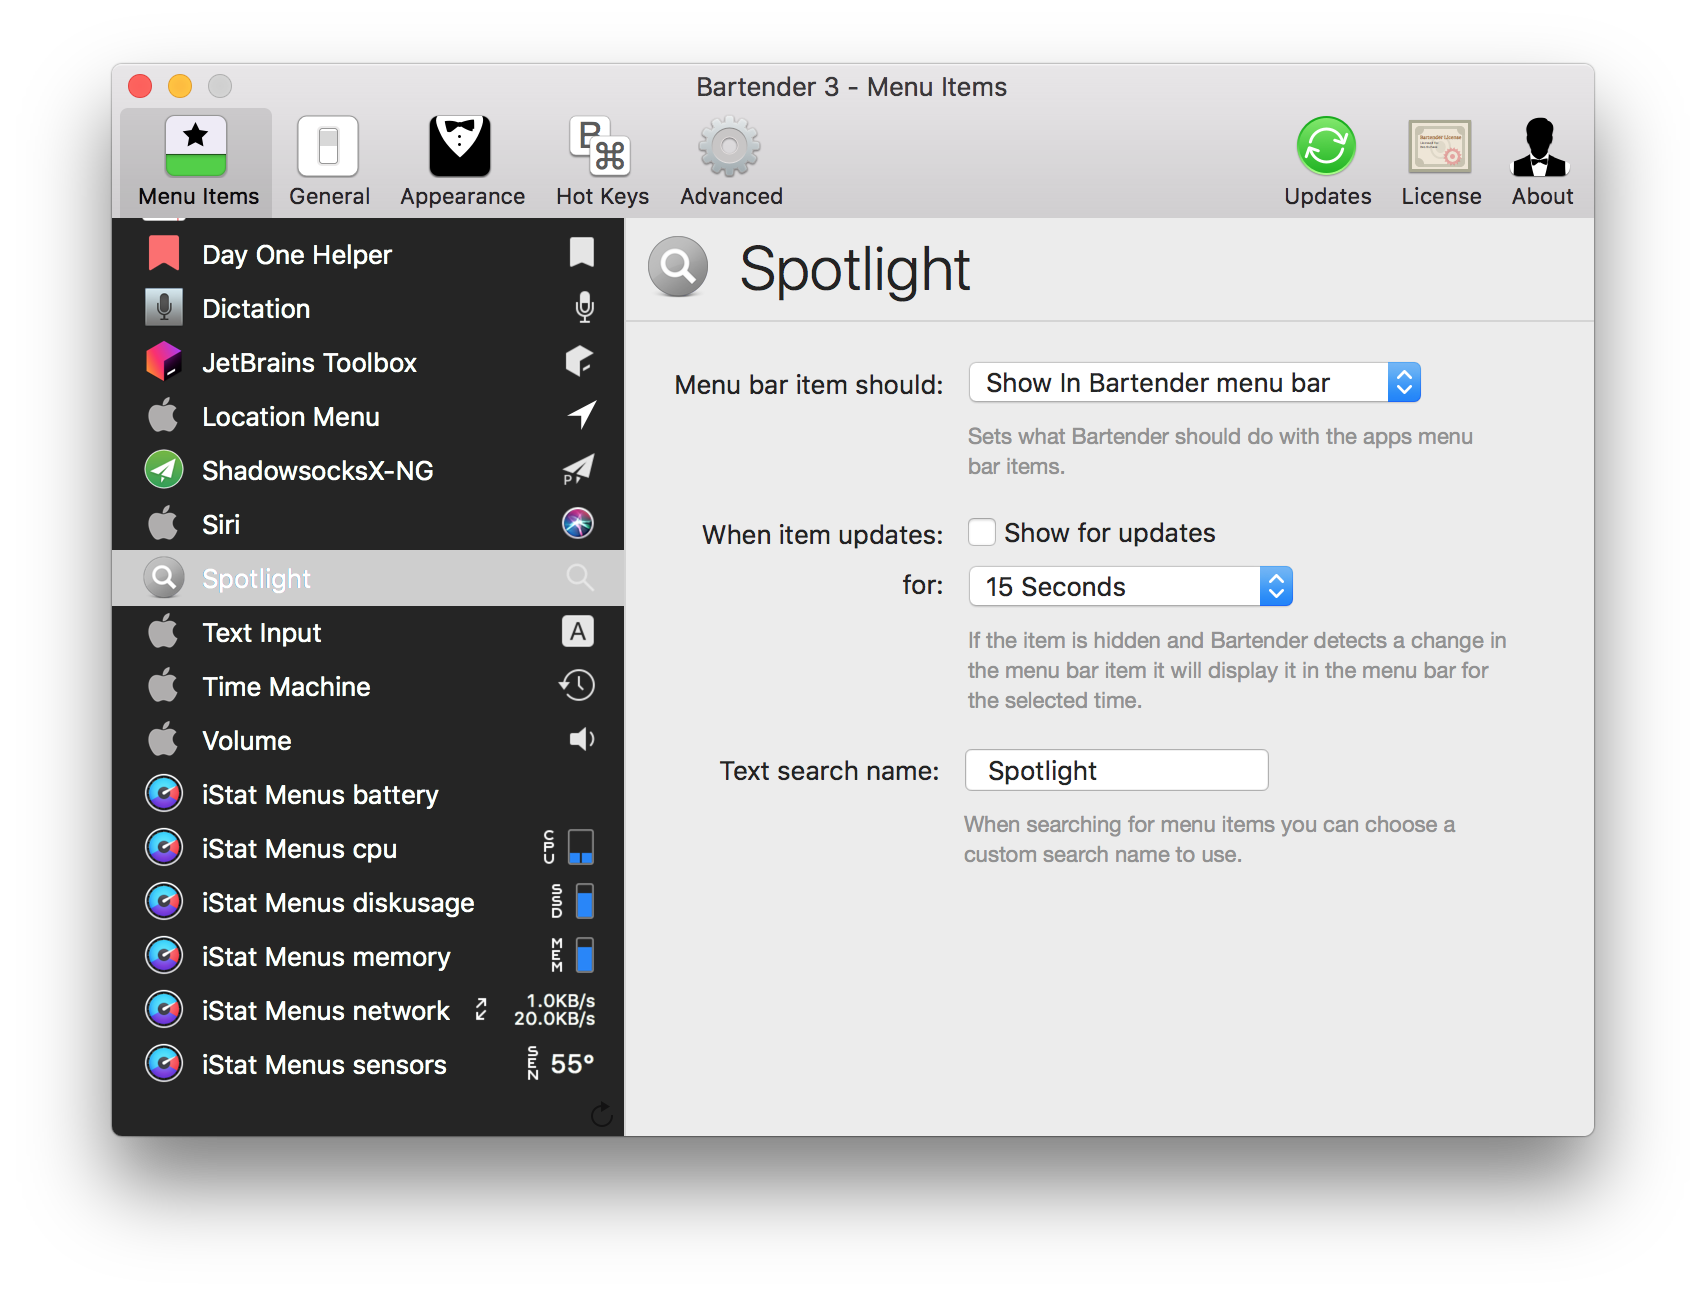 Bartender 3 - Menu Items
B
⌘
Menu Items
General
Appearance
Hot Keys
Advanced
Updates
License
About
Day One Helper
Dictation
JetBrains Toolbox
Location Menu
ShadowsocksX-NG
P
Siri
Spotlight
Text Input
A
Time Machine
Volume
iStat Menus battery
iStat Menus cpu
CPU
iStat Menus diskusage
SSD
iStat Menus memory
MEM
iStat Menus network
1.0KB/s
20.0KB/s
iStat Menus sensors
SEN
55°
Spotlight
Menu bar item should:
Show In Bartender menu bar
Sets what Bartender should do with the apps menu
bar items.
When item updates:
Show for updates
for:
15 Seconds
If the item is hidden and Bartender detects a change in
the menu bar item it will display it in the menu bar for
the selected time.
Text search name:
Spotlight
When searching for menu items you can choose a
custom search name to use.